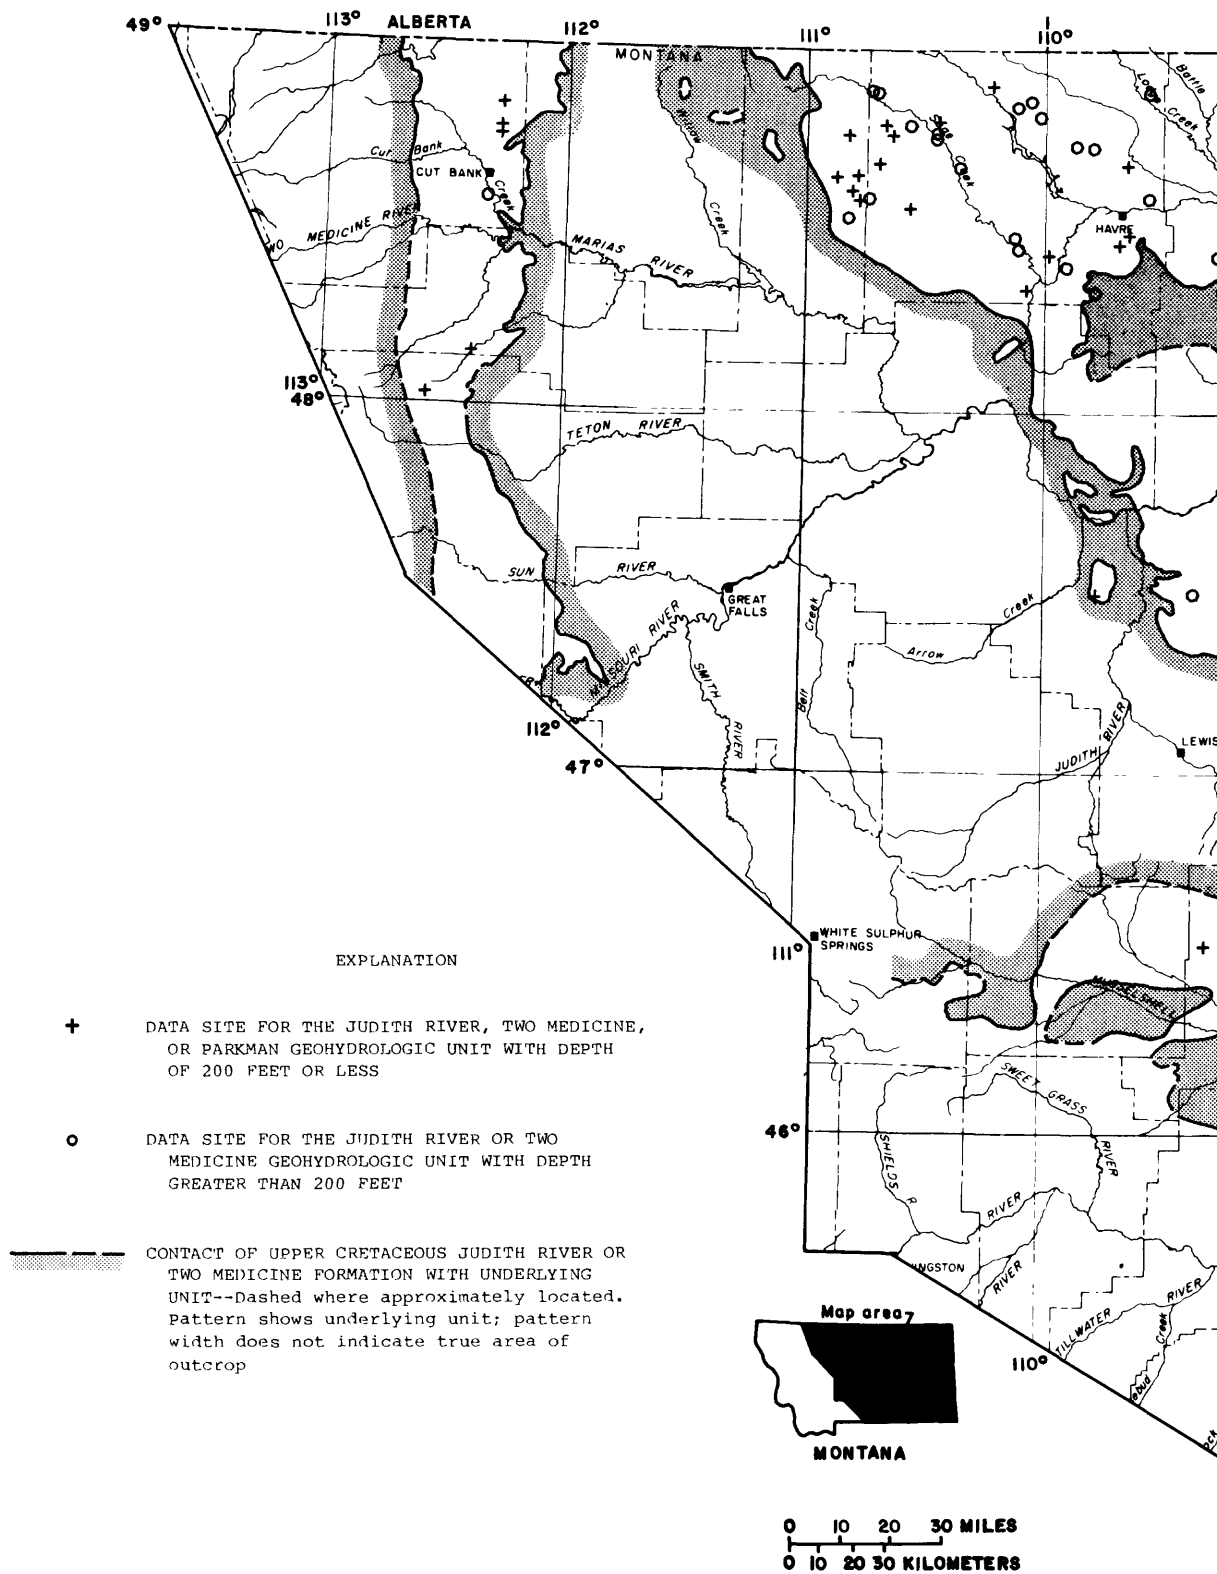 49°
113°
ALBERTA
112°
111°
110°
MONTANA
Battle
Lodge
Creek
Willow
Sage
Creek
Cut Bank
CUT BANK
Creek
MEDICINE RIVER
MARIAS
RIVER
Creek
HAVRE
113°
48°
TETON RIVER
SUN
RIVER
GREAT
FALLS
Creek
Creek
Arrow
MISSOURI RIVER
SMITH
RIVER
Belt
112°
47°
JUDITH RIVER
LEWIS
WHITE SULPHUR
SPRINGS
111°
MUSSELSHELL
SWEET GRASS
RIVER
46°
SHIELDS R
RIVER
INGSTON
RIVER
STILLWATER RIVER
Creek
ebud
110°
EXPLANATION
+ DATA SITE FOR THE JUDITH RIVER, TWO MEDICINE,
OR PARKMAN GEOHYDROLOGIC UNIT WITH DEPTH
OF 200 FEET OR LESS
DATA SITE FOR THE JUDITH RIVER OR TWO
MEDICINE GEOHYDROLOGIC UNIT WITH DEPTH
GREATER THAN 200 FEET
CONTACT OF UPPER CRETACEOUS JUDITH RIVER OR
TWO MEDICINE FORMATION WITH UNDERLYING
UNIT--Dashed where approximately located.
Pattern shows underlying unit; pattern
width does not indicate true area of
outcrop
Map area
MONTANA
0 10 20 30 MILES
0 10 20 30 KILOMETERS